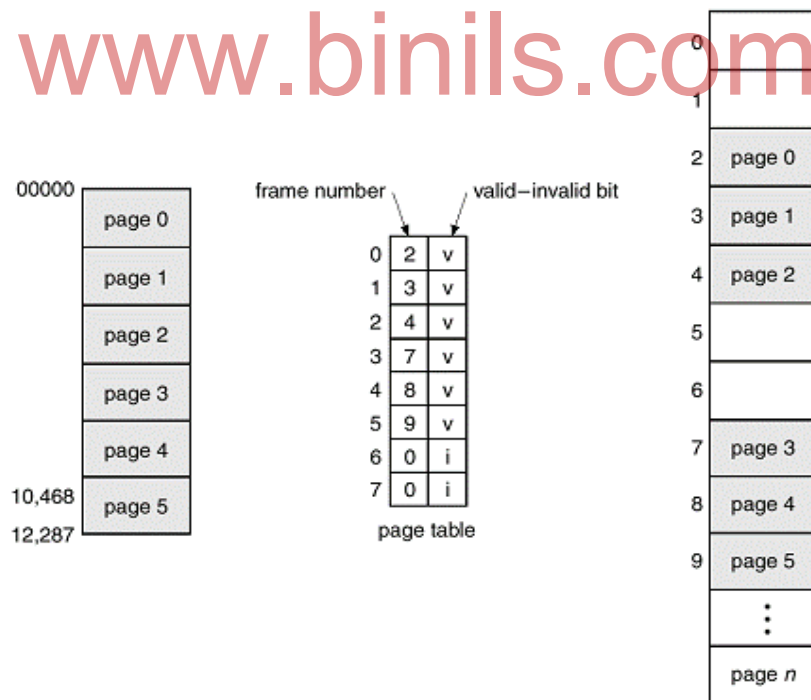 www.binils.com
00000
page 0
page 1
page 2
page 3
page 4
10,468
page 5
12,287
frame number
valid–invalid bit
0 2 v
1 3 v
2 4 v
3 7 v
4 8 v
5 9 v
6 0 i
7 0 i
page table
0
1
2 page 0
3 page 1
4 page 2
5
6
7 page 3
8 page 4
9 page 5
⋮
page n